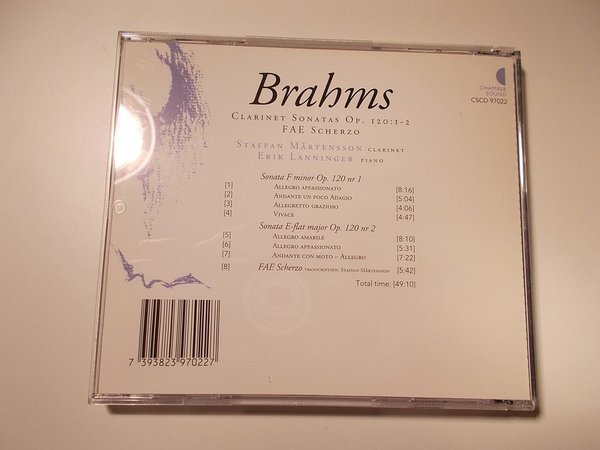 Brahms
CLARINET SONATAS OP. 120:1-2
FAE SCHERZO
STAFFAN MÅRTENSSON CLARINET
ERIK LANNINGER PIANO
CHAMBER
SOUND
CSCD 97022
Sonata F minor Op. 120 nr 1
[1] ALLEGRO APPASSIONATO [8:16]
[2] ANDANTE UN POCO ADAGIO [5:04]
[3] ALLEGRETTO GRAZIOSO [4:06]
[4] VIVACE [4:47]
Sonata E-flat major Op. 120 nr 2
[5] ALLEGRO AMABILE [8:10]
[6] ALLEGRO APPASSIONATO [5:31]
[7] ANDANTE CON MOTO – ALLEGRO [7:22]
[8] FAE Scherzo TRANSCRIPTION: STAFFAN MÅRTENSSON [5:42]
Total time: [49:10]
7 393823 970227